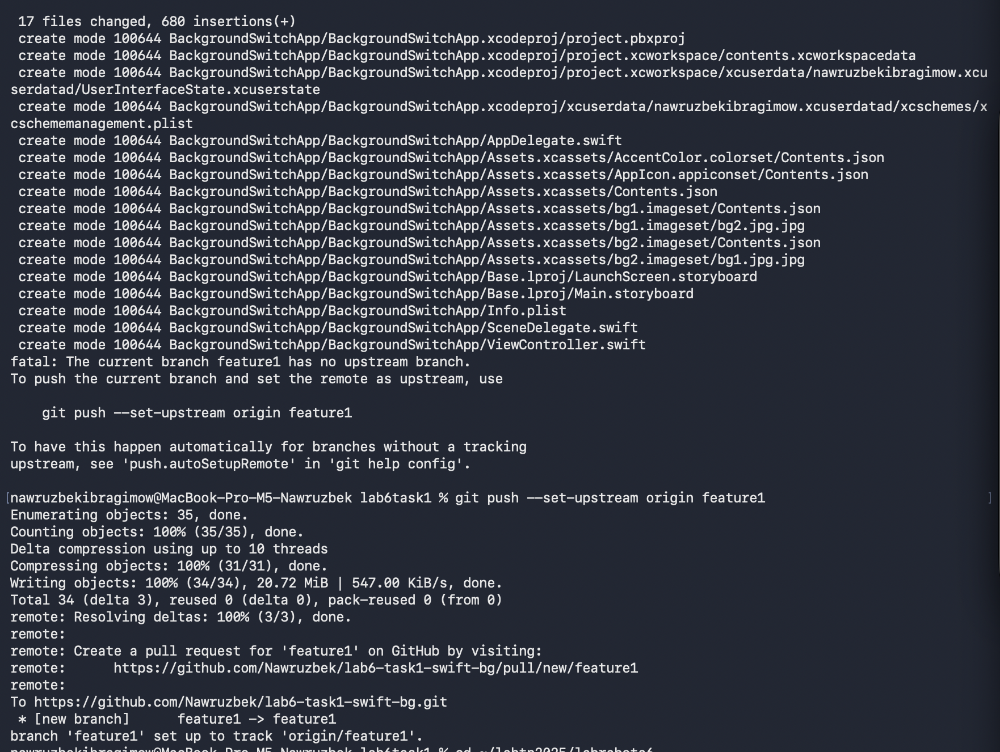 17 files changed, 680 insertions(+)
create mode 100644 BackgroundSwitchApp/BackgroundSwitchApp.xcodeproj/project.pbxproj
create mode 100644 BackgroundSwitchApp/BackgroundSwitchApp.xcodeproj/project.xcworkspace/contents.xcworkspacedata
create mode 100644 BackgroundSwitchApp/BackgroundSwitchApp.xcodeproj/project.xcworkspace/xcuserdata/nawruzbekibragimow.xcu
serdatad/UserInterfaceState.xcuserstate
create mode 100644 BackgroundSwitchApp/BackgroundSwitchApp.xcodeproj/xcuserdata/nawruzbekibragimow.xcuserdatad/xcschemes/x
cschememanagement.plist
create mode 100644 BackgroundSwitchApp/BackgroundSwitchApp/AppDelegate.swift
create mode 100644 BackgroundSwitchApp/BackgroundSwitchApp/Assets.xcassets/AccentColor.colorset/Contents.json
create mode 100644 BackgroundSwitchApp/BackgroundSwitchApp/Assets.xcassets/AppIcon.appiconset/Contents.json
create mode 100644 BackgroundSwitchApp/BackgroundSwitchApp/Assets.xcassets/Contents.json
create mode 100644 BackgroundSwitchApp/BackgroundSwitchApp/Assets.xcassets/bg1.imageset/Contents.json
create mode 100644 BackgroundSwitchApp/BackgroundSwitchApp/Assets.xcassets/bg1.imageset/bg2.jpg.jpg
create mode 100644 BackgroundSwitchApp/BackgroundSwitchApp/Assets.xcassets/bg2.imageset/Contents.json
create mode 100644 BackgroundSwitchApp/BackgroundSwitchApp/Assets.xcassets/bg2.imageset/bg1.jpg.jpg
create mode 100644 BackgroundSwitchApp/BackgroundSwitchApp/Base.lproj/LaunchScreen.storyboard
create mode 100644 BackgroundSwitchApp/BackgroundSwitchApp/Base.lproj/Main.storyboard
create mode 100644 BackgroundSwitchApp/BackgroundSwitchApp/Info.plist
create mode 100644 BackgroundSwitchApp/BackgroundSwitchApp/SceneDelegate.swift
create mode 100644 BackgroundSwitchApp/BackgroundSwitchApp/ViewController.swift
fatal: The current branch feature1 has no upstream branch.
To push the current branch and set the remote as upstream, use
git push --set-upstream origin feature1
To have this happen automatically for branches without a tracking
upstream, see 'push.autoSetupRemote' in 'git help config'.
[nawruzbekibragimow@MacBook-Pro-M5-Nawruzbek lab6task1 % git push --set-upstream origin feature1 ]
Enumerating objects: 35, done.
Counting objects: 100% (35/35), done.
Delta compression using up to 10 threads
Compressing objects: 100% (31/31), done.
Writing objects: 100% (34/34), 20.72 MiB | 547.00 KiB/s, done.
Total 34 (delta 3), reused 0 (delta 0), pack-reused 0 (from 0)
remote: Resolving deltas: 100% (3/3), done.
remote:
remote: Create a pull request for 'feature1' on GitHub by visiting:
remote: https://github.com/Nawruzbek/lab6-task1-swift-bg/pull/new/feature1
remote:
To https://github.com/Nawruzbek/lab6-task1-swift-bg.git
* [new branch] feature1 -> feature1
branch 'feature1' set up to track 'origin/feature1'.
nawruzbekibragimow@MacBook-Pro-M5-Nawruzbek lab6task1 % cd